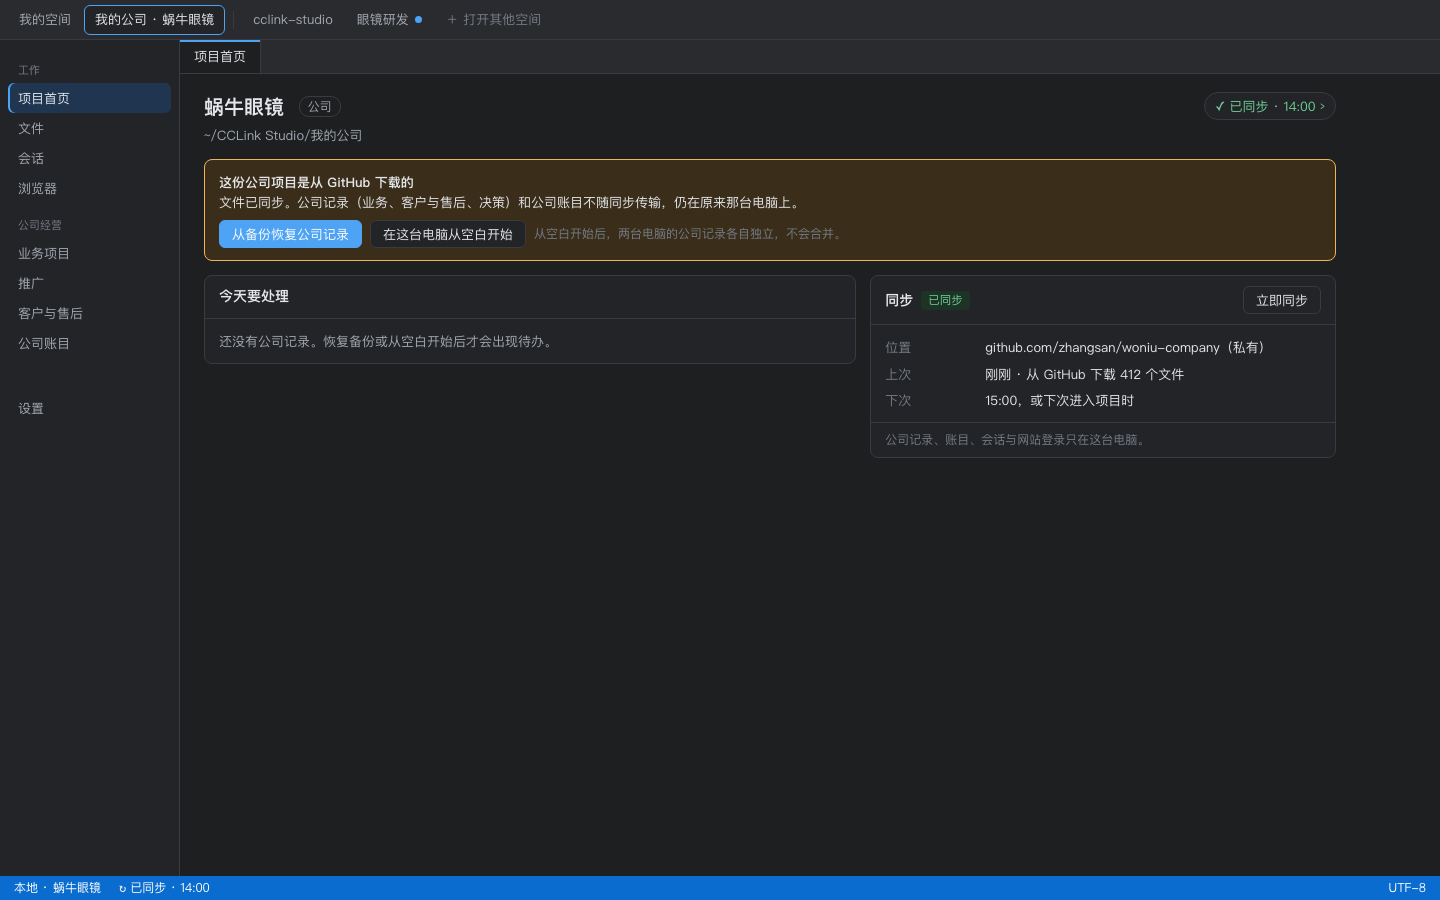 我的空间
我的公司 · 蜗牛眼镜
cclink-studio
眼镜研发
+ 打开其他空间
工作
项目首页
文件
会话
浏览器
公司经营
业务项目
推广
客户与售后
公司账目
设置
项目首页
蜗牛眼镜
公司
✓ 已同步 · 14:00 ›
~/CCLink Studio/我的公司
这份公司项目是从 GitHub 下载的
文件已同步。公司记录（业务、客户与售后、决策）和公司账目不随同步传输，仍在原来那台电脑上。
从备份恢复公司记录
在这台电脑从空白开始
从空白开始后，两台电脑的公司记录各自独立，不会合并。
今天要处理
还没有公司记录。恢复备份或从空白开始后才会出现待办。
同步
已同步
立即同步
位置 github.com/zhangsan/woniu-company（私有）
上次 刚刚 · 从 GitHub 下载 412 个文件
下次 15:00，或下次进入项目时
公司记录、账目、会话与网站登录只在这台电脑。
本地 · 蜗牛眼镜
↻ 已同步 · 14:00
UTF-8